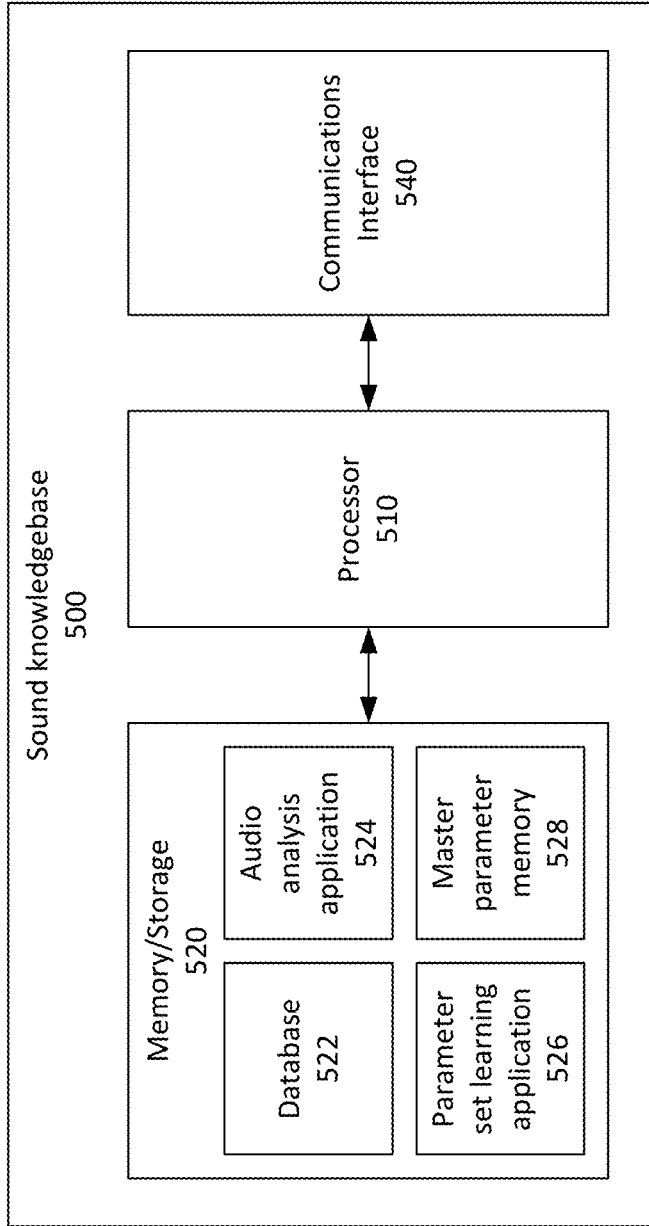 Sound knowledgebase
500
Memory/Storage
520
Database
522
Audio
analysis
application
524
Parameter
set learning
application
526
Master
parameter
memory
528
Processor
510
Communications
Interface
540